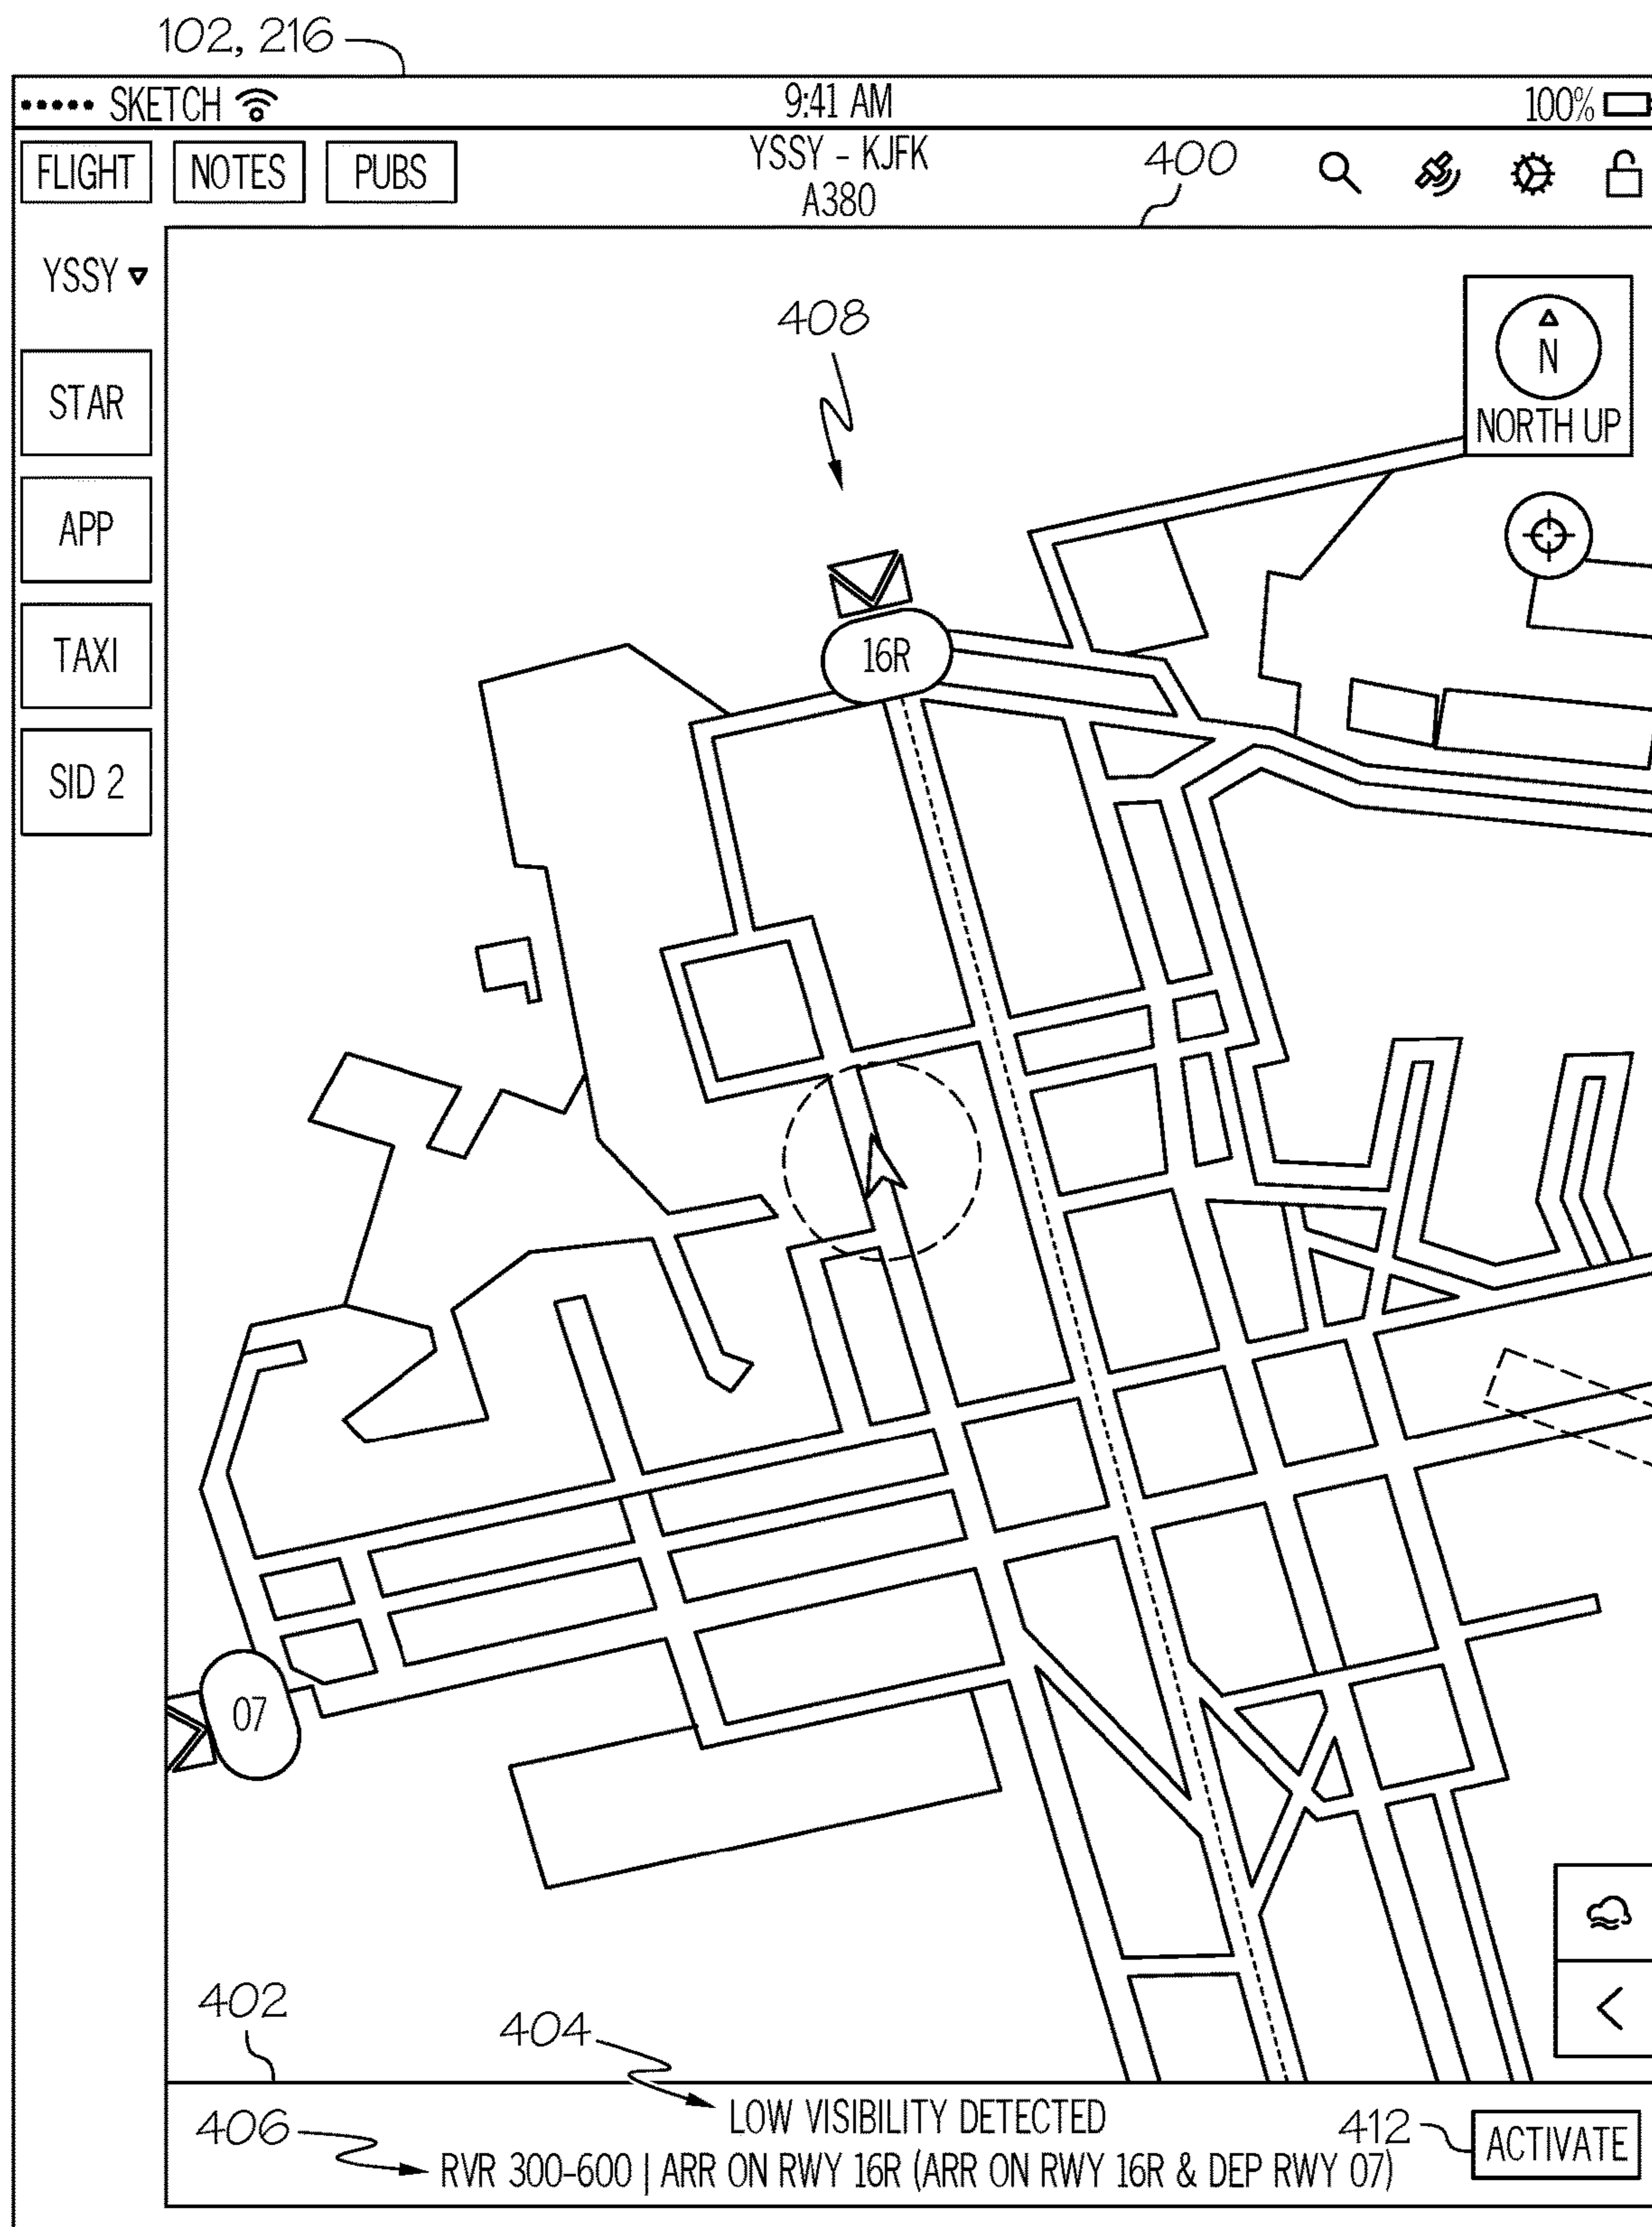 102, 216
SKETCH 9:41 AM 100%
FLIGHT NOTES PUBS YSSY - KJFK 400
A380
YSSY
408
N
NORTH UP
STAR
APP
16R
TAXI
SID 2
07
402
404
LOW VISIBILITY DETECTED
406 412 ACTIVATE
RVR 300-600 | ARR ON RWY 16R (ARR ON RWY 16R & DEP RWY 07)